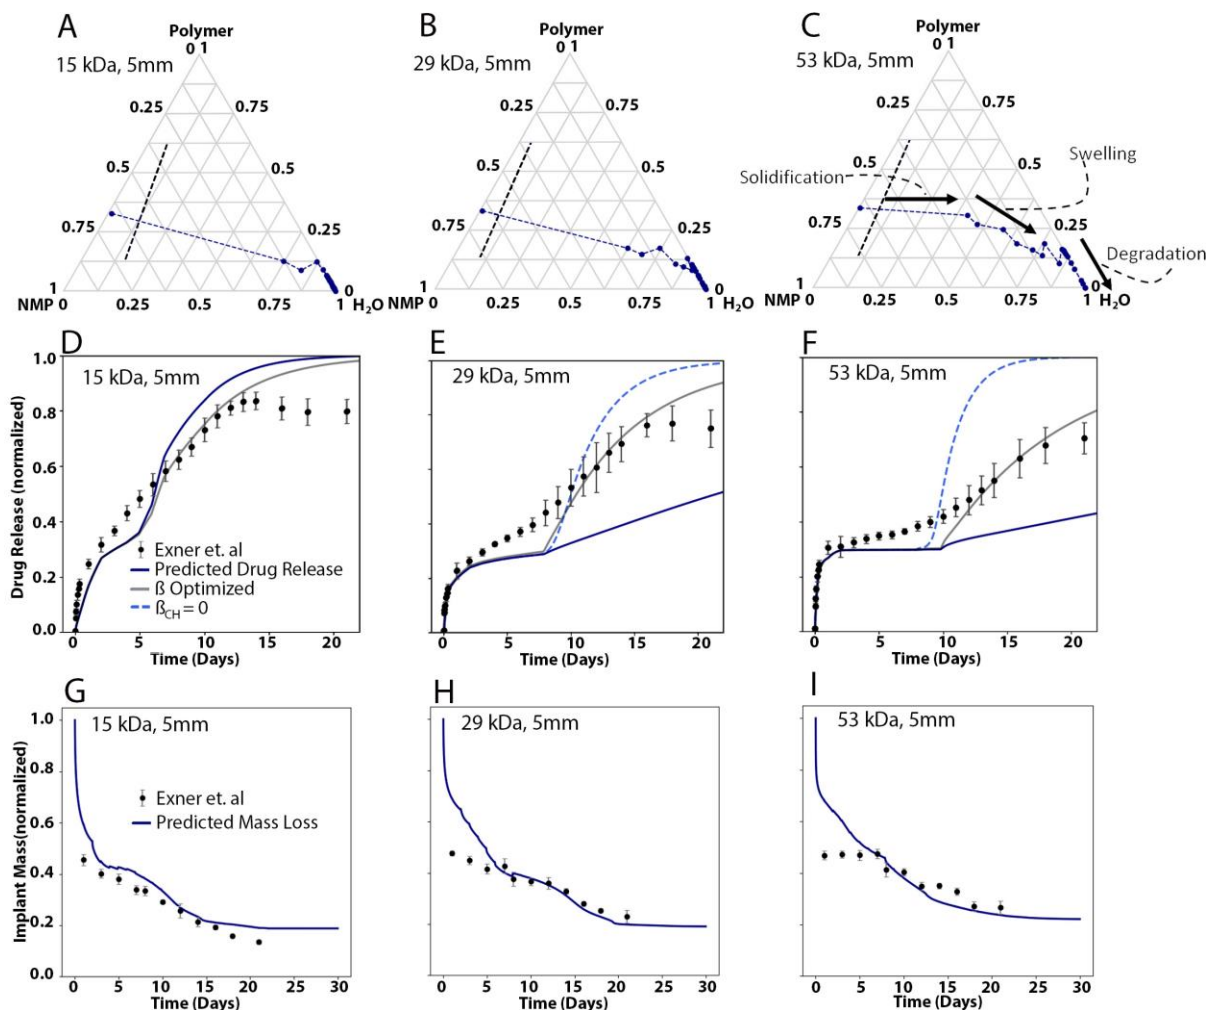 A
Polymer
0 1
15 kDa, 5mm
0.25
0.75
0.5
0.5
0.75
0.25
1
0
NMP 0
0.25
0.5
0.75
1 H₂O
B
Polymer
0 1
29 kDa, 5mm
0.25
0.75
0.5
0.5
0.75
0.25
1
0
NMP 0
0.25
0.5
0.75
1 H₂O
C
Polymer
0 1
53 kDa, 5mm
0.25
0.75
0.5
0.5
Swelling
Solidification
0.75
0.25
Degradation
1
0
NMP 0
0.25
0.5
0.75
1 H₂O
D
15 kDa, 5mm
Drug Release (normalized)
1.0
0.8
0.6
0.4
0.2
0.0
Exner et. al
Predicted Drug Release
ß Optimized
ßCH = 0
0
5
10
15
20
Time (Days)
E
29 kDa, 5mm
0
5
10
15
20
Time (Days)
F
53 kDa, 5mm
0
5
10
15
20
Time (Days)
G
15 kDa, 5mm
Implant Mass(normalized)
1.0
0.8
0.6
0.4
0.2
0.0
Exner et. al
Predicted Mass Loss
0
5
10
15
20
25
30
Time (Days)
H
29 kDa, 5mm
0
5
10
15
20
25
30
Time (Days)
I
53 kDa, 5mm
0
5
10
15
20
25
30
Time (Days)